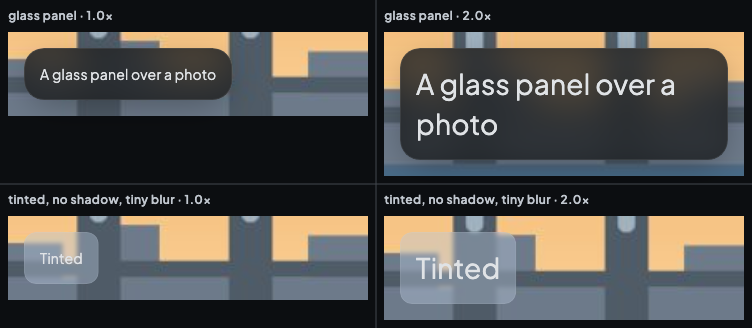 glass panel · 1.0×
A glass panel over a photo
glass panel · 2.0×
A glass panel over a
photo
tinted, no shadow, tiny blur · 1.0×
Tinted
tinted, no shadow, tiny blur · 2.0×
Tinted